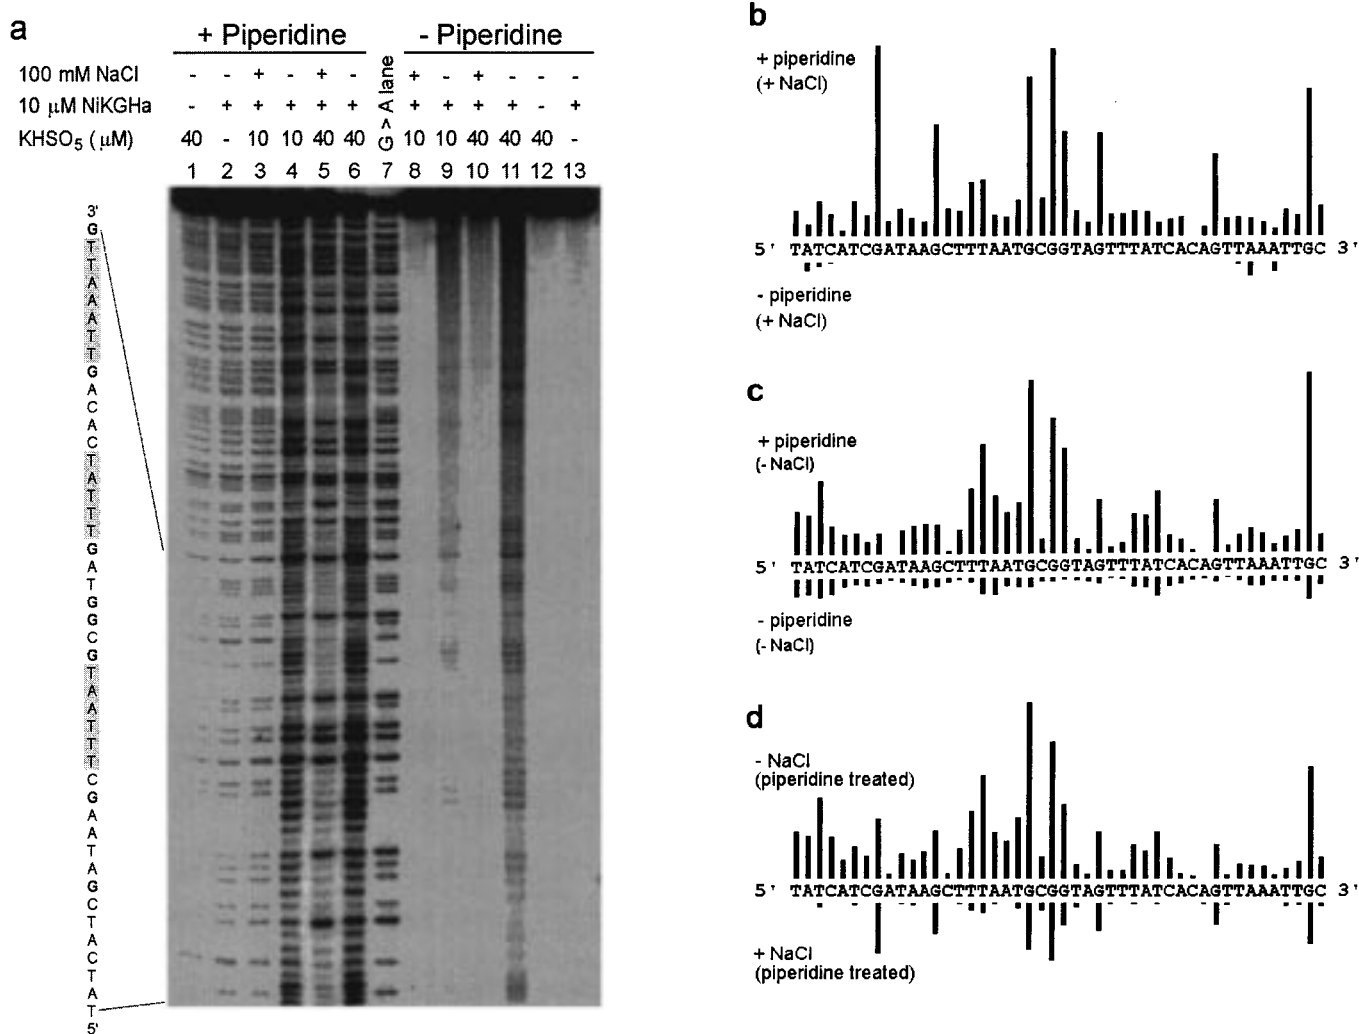 a
+ Piperidine
- Piperidine
G > A lane
100 mM NaCl - - + - + - + - + - - -
10 μM NiKGHa - + + + + + + + + + - +
KHSO5 (μM) 40 - 10 10 40 40 10 10 40 40 40 -
1 2 3 4 5 6 7 8 9 10 11 12 13
3'
G
T
T
A
A
A
T
T
G
A
C
A
C
T
A
T
T
T
G
A
T
G
G
C
G
T
A
A
T
T
T
C
G
A
A
T
A
G
C
T
A
C
T
A
T
5'
b
+ piperidine
(+ NaCl)
5' TATCATCGATAAGCTTTAATGCGGTAGTTTATCACAGTTAAATTGC 3'
- piperidine
(+ NaCl)
c
+ piperidine
(- NaCl)
5' TATCATCGATAAGCTTTAATGCGGTAGTTTATCACAGTTAAATTGC 3'
- piperidine
(- NaCl)
d
- NaCl
(piperidine treated)
5' TATCATCGATAAGCTTTAATGCGGTAGTTTATCACAGTTAAATTGC 3'
+ NaCl
(piperidine treated)